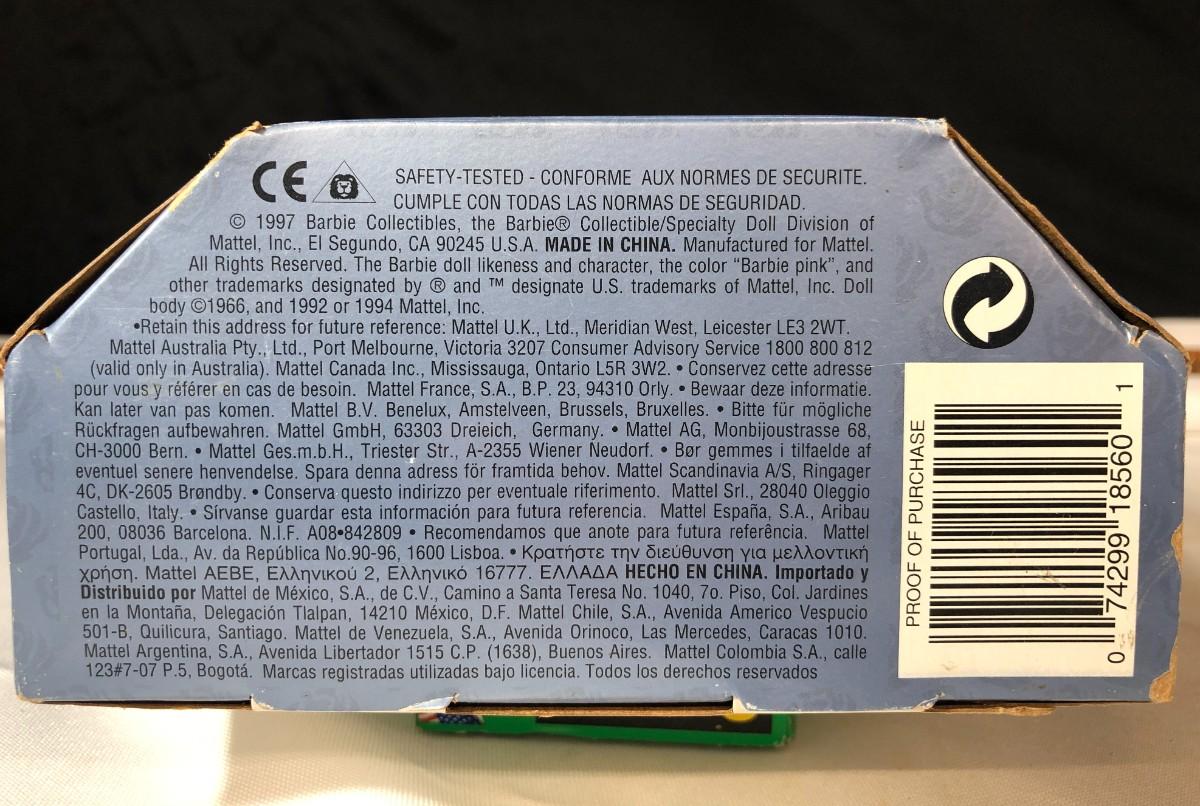 CE
SAFETY-TESTED - CONFORME AUX NORMES DE SECURITE.
CUMPLE CON TODAS LAS NORMAS DE SEGURIDAD.
© 1997 Barbie Collectibles, the Barbie® Collectible/Specialty Doll Division of
Mattel, Inc., El Segundo, CA 90245 U.S.A. MADE IN CHINA. Manufactured for Mattel.
All Rights Reserved. The Barbie doll likeness and character, the color "Barbie pink", and
other trademarks designated by ® and ™ designate U.S. trademarks of Mattel, Inc. Doll
body ©1966, and 1992 or 1994 Mattel, Inc.
•Retain this address for future reference: Mattel U.K., Ltd., Meridian West, Leicester LE3 2WT.
Mattel Australia Pty., Ltd., Port Melbourne, Victoria 3207 Consumer Advisory Service 1800 800 812
(valid only in Australia). Mattel Canada Inc., Mississauga, Ontario L5R 3W2. • Conservez cette adresse
pour vous y référer en cas de besoin. Mattel France, S.A., B.P. 23, 94310 Orly. • Bewaar deze informatie.
Kan later van pas komen. Mattel B.V. Benelux, Amstelveen, Brussels, Bruxelles. • Bitte für mögliche
Rückfragen aufbewahren. Mattel GmbH, 63303 Dreieich, Germany. • Mattel AG, Monbijoustrasse 68,
CH-3000 Bern. • Mattel Ges.m.b.H., Triester Str., A-2355 Wiener Neudorf. • Bør gemmes i tilfaelde af
eventuel senere henvendelse. Spara denna adress för framtida behov. Mattel Scandinavia A/S, Ringager
4C, DK-2605 Brøndby. • Conserva questo indirizzo per eventuale riferimento. Mattel Srl., 28040 Oleggio
Castello, Italy. • Sírvanse guardar esta información para futura referencia. Mattel España, S.A., Aribau
200, 08036 Barcelona. N.I.F. A08•842809 • Recomendamos que anote para futura referência. Mattel
Portugal, Lda., Av. da República No.90-96, 1600 Lisboa. • Κρατήστε την διεύθυνση για μελλοντική
χρήση. Mattel AEBE, Ελληνικού 2, Ελληνικό 16777. ΕΛΛΑΔΑ HECHO EN CHINA. Importado y
Distribuido por Mattel de México, S.A., de C.V., Camino a Santa Teresa No. 1040, 7o. Piso, Col. Jardines
en la Montaña, Delegación Tlalpan, 14210 México, D.F. Mattel Chile, S.A., Avenida Americo Vespucio
501-B, Quilicura, Santiago. Mattel de Venezuela, S.A., Avenida Orinoco, Las Mercedes, Caracas 1010.
Mattel Argentina, S.A., Avenida Libertador 1515 C.P. (1638), Buenos Aires. Mattel Colombia S.A., calle
123#7-07 P.5, Bogotá. Marcas registradas utilizadas bajo licencia. Todos los derechos reservados
PROOF OF PURCHASE
0 74299 18560 1